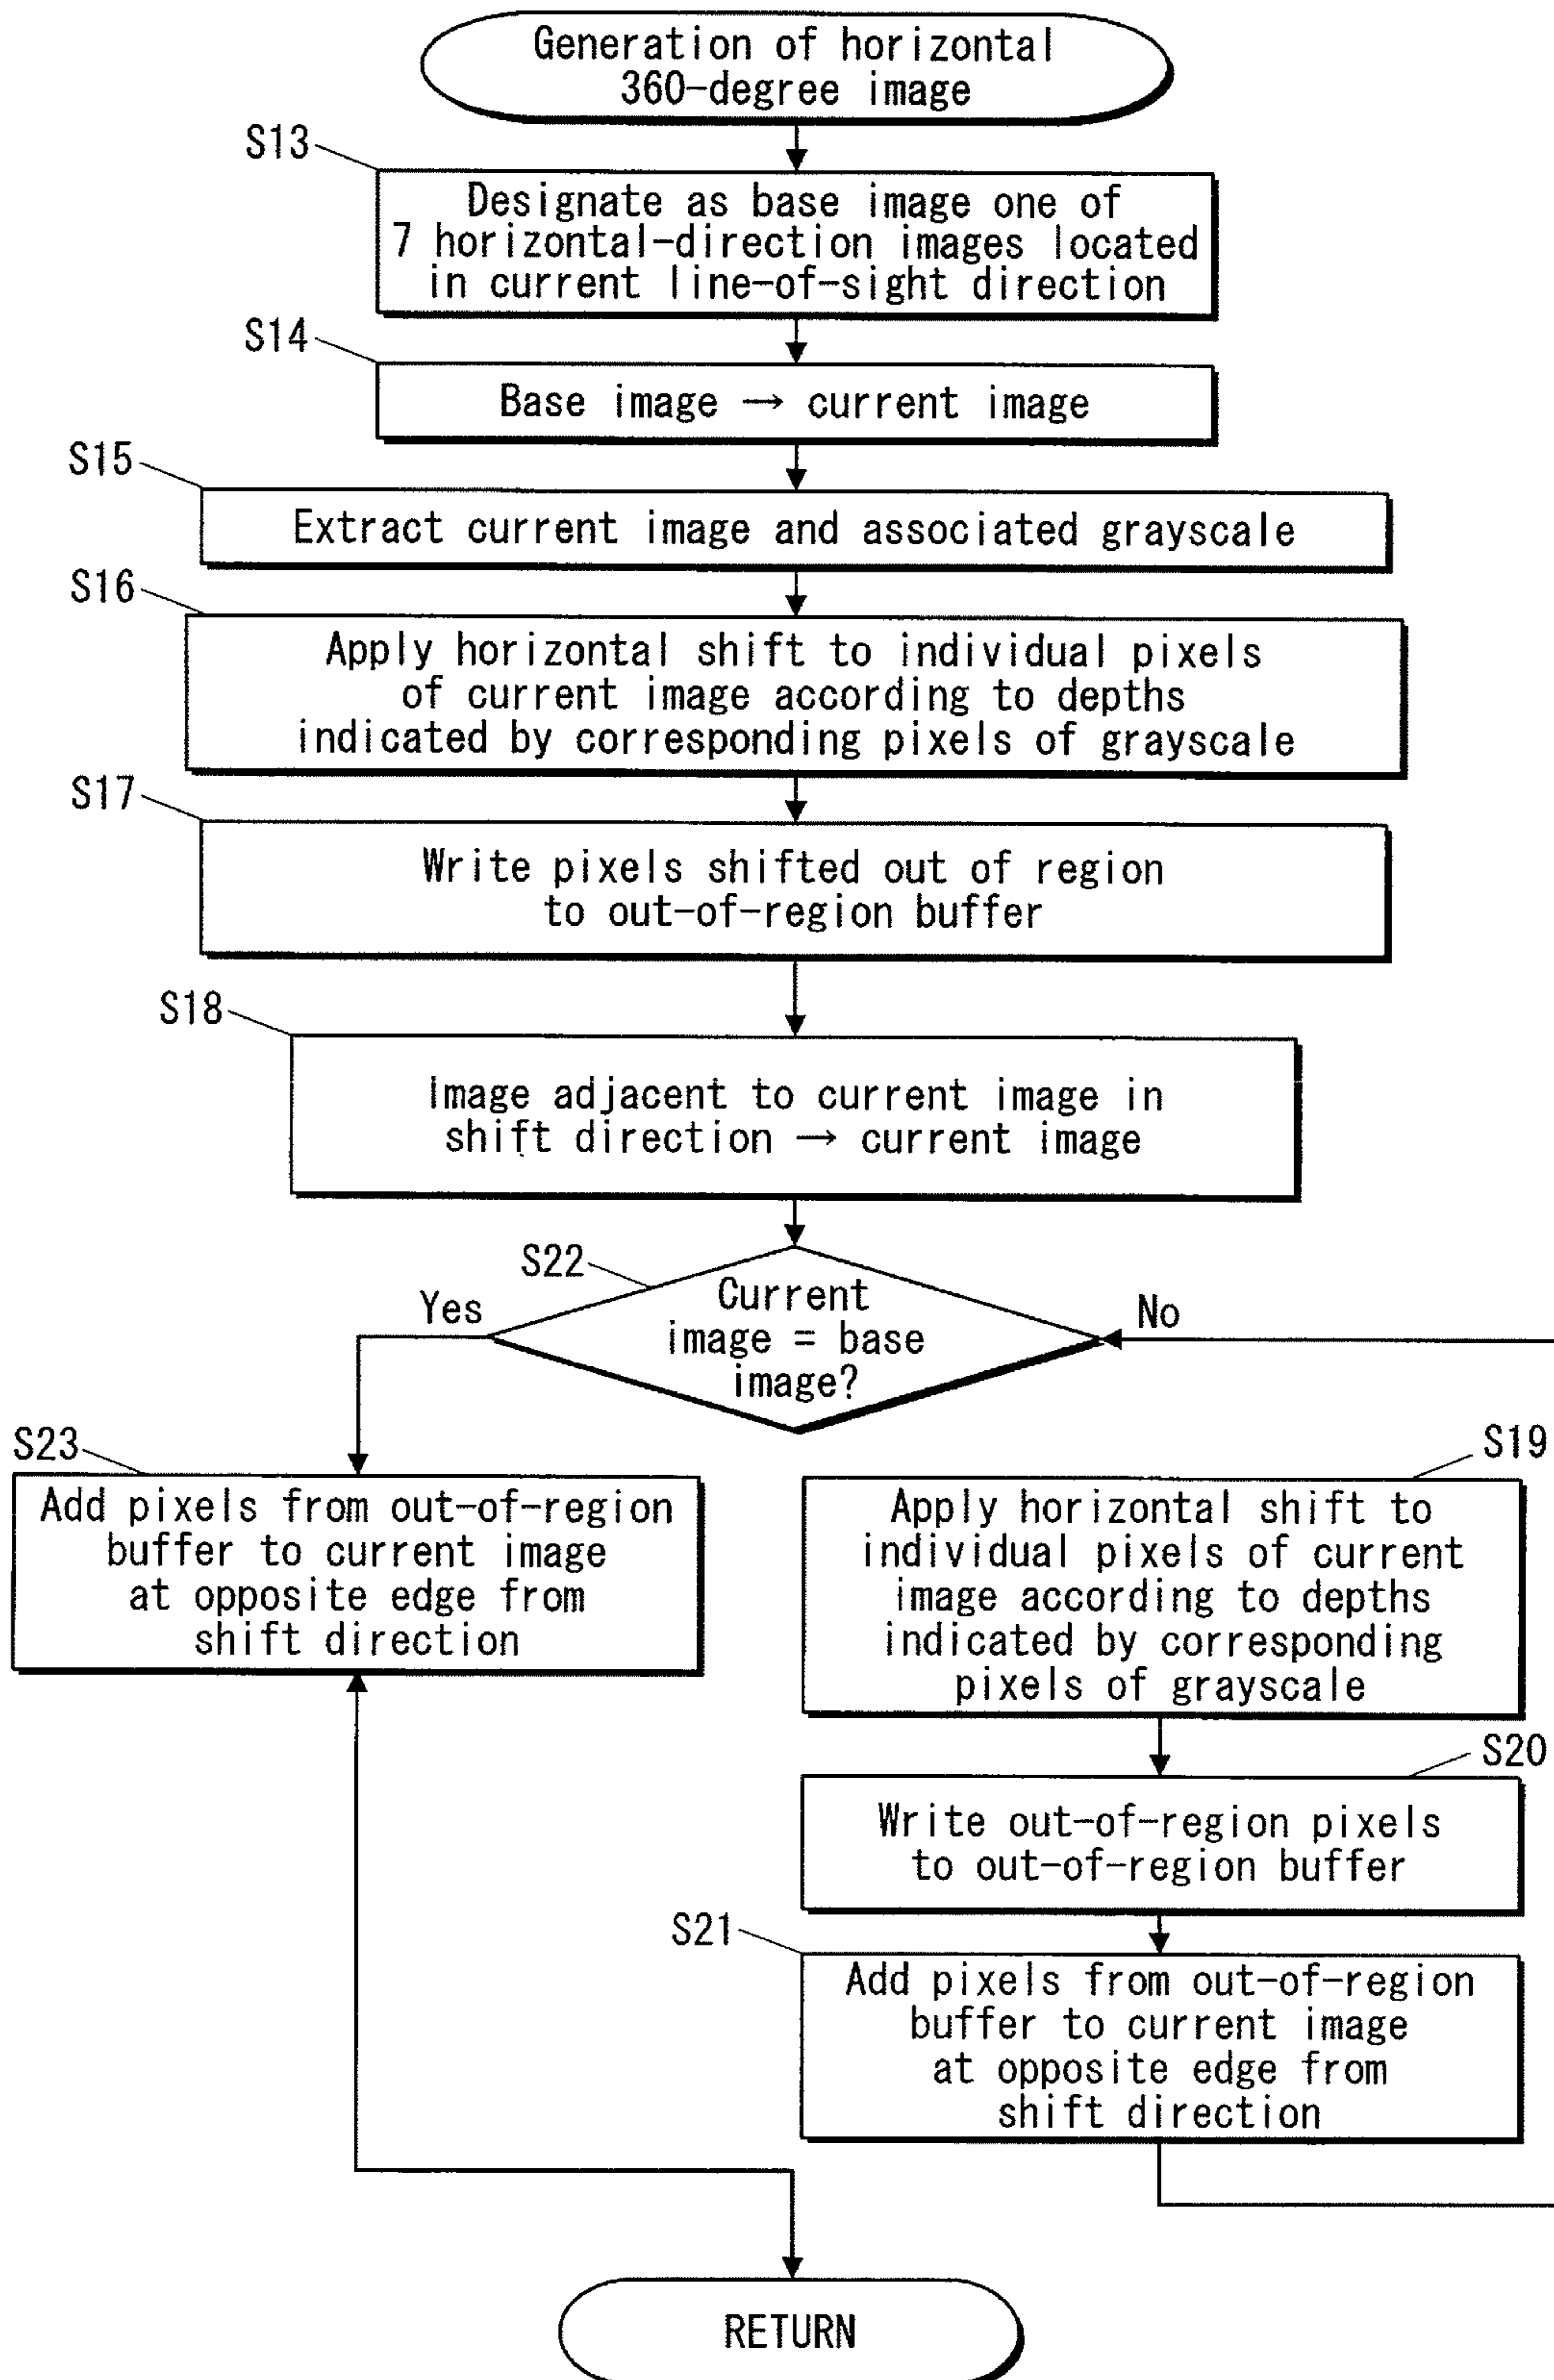 Generation of horizontal
360-degree image
S13
Designate as base image one of
7 horizontal-direction images located
in current line-of-sight direction
S14
Base image → current image
S15
Extract current image and associated grayscale
S16
Apply horizontal shift to individual pixels
of current image according to depths
indicated by corresponding pixels of grayscale
S17
Write pixels shifted out of region
to out-of-region buffer
S18
Image adjacent to current image in
shift direction → current image
S22
Current
image = base
image?
Yes
No
S23
Add pixels from out-of-region
buffer to current image
at opposite edge from
shift direction
S19
Apply horizontal shift to
individual pixels of current
image according to depths
indicated by corresponding
pixels of grayscale
S20
Write out-of-region pixels
to out-of-region buffer
S21
Add pixels from out-of-region
buffer to current image
at opposite edge from
shift direction
RETURN